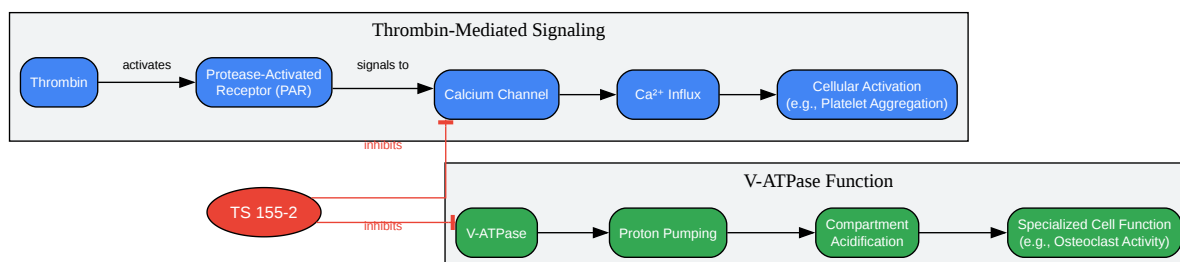 Thrombin-Mediated Signaling
Thrombin
activates
Protease-Activated
Receptor (PAR)
signals to
Calcium Channel
Ca²⁺ Influx
Cellular Activation
(e.g., Platelet Aggregation)
inhibits
TS 155-2
inhibits
V-ATPase Function
V-ATPase
Proton Pumping
Compartment
Acidification
Specialized Cell Function
(e.g., Osteoclast Activity)